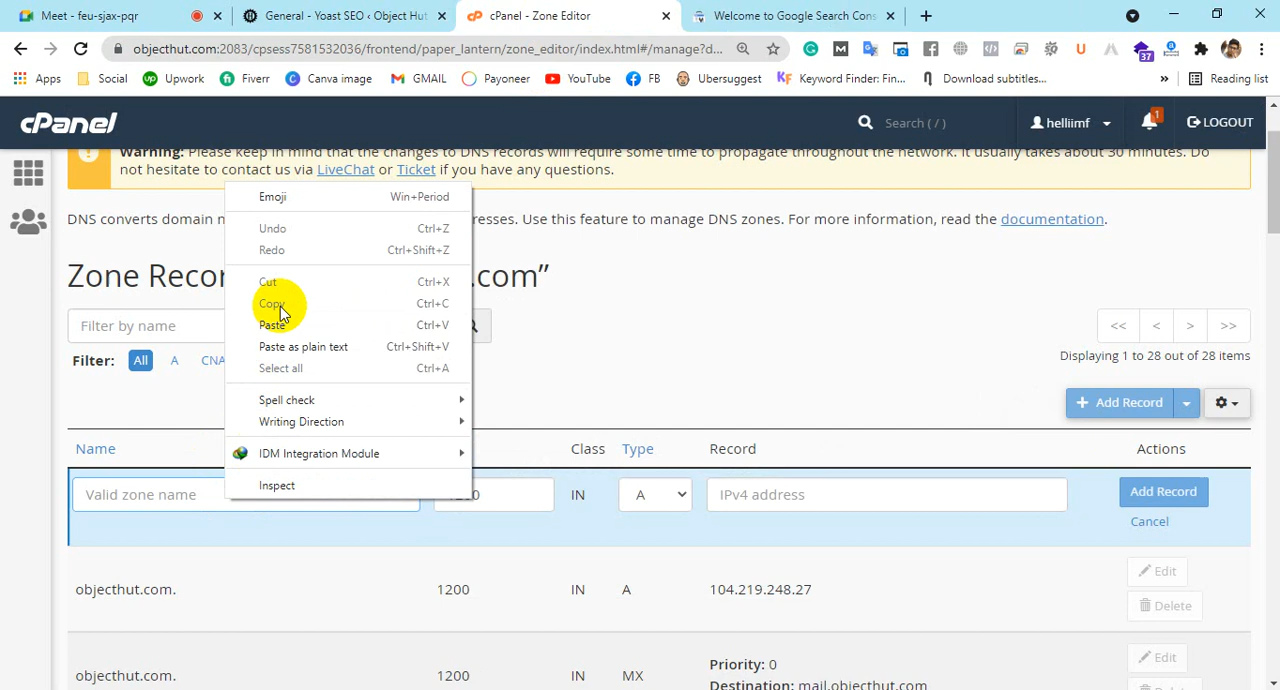 Meet - feu-sjax-pqr
General - Yoast SEO ‹ Object Hut
cPanel - Zone Editor
Welcome to Google Search Cons
objecthut.com:2083/cpsess7581532036/frontend/paper_lantern/zone_editor/index.html#/manage?d...
37
Apps Social Upwork Fiverr Canva image GMAIL Payoneer YouTube FB Ubersuggest Keyword Finder: Fin... Download subtitles... » Reading list
cPanel Search ( / ) helliimf 1 LOGOUT
Warning: Please keep in mind that the changes to DNS records will require some time to propagate throughout the network. It usually takes about 30 minutes. Do
not hesitate to contact us via LiveChat or Ticket if you have any questions.
Emoji Win+Period
DNS converts domain n
esses. Use this feature to manage DNS zones. For more information, read the documentation.
Undo Ctrl+Z
Redo Ctrl+Shift+Z
Zone Recor
.com”
Cut Ctrl+X
Copy Ctrl+C
Paste Ctrl+V
Paste as plain text Ctrl+Shift+V
Select all Ctrl+A
Spell check
Writing Direction
IDM Integration Module
Inspect
Filter by name
<< < > >>
Displaying 1 to 28 out of 28 items
Filter: All A CNA
+ Add Record
Name Class Type Record Actions
Valid zone name IN A IPv4 address Add Record
Cancel
objecthut.com. 1200 IN A 104.219.248.27 Edit
Delete
objecthut.com. 1200 IN MX Priority: 0 Edit
Destination: mail.objecthut.com